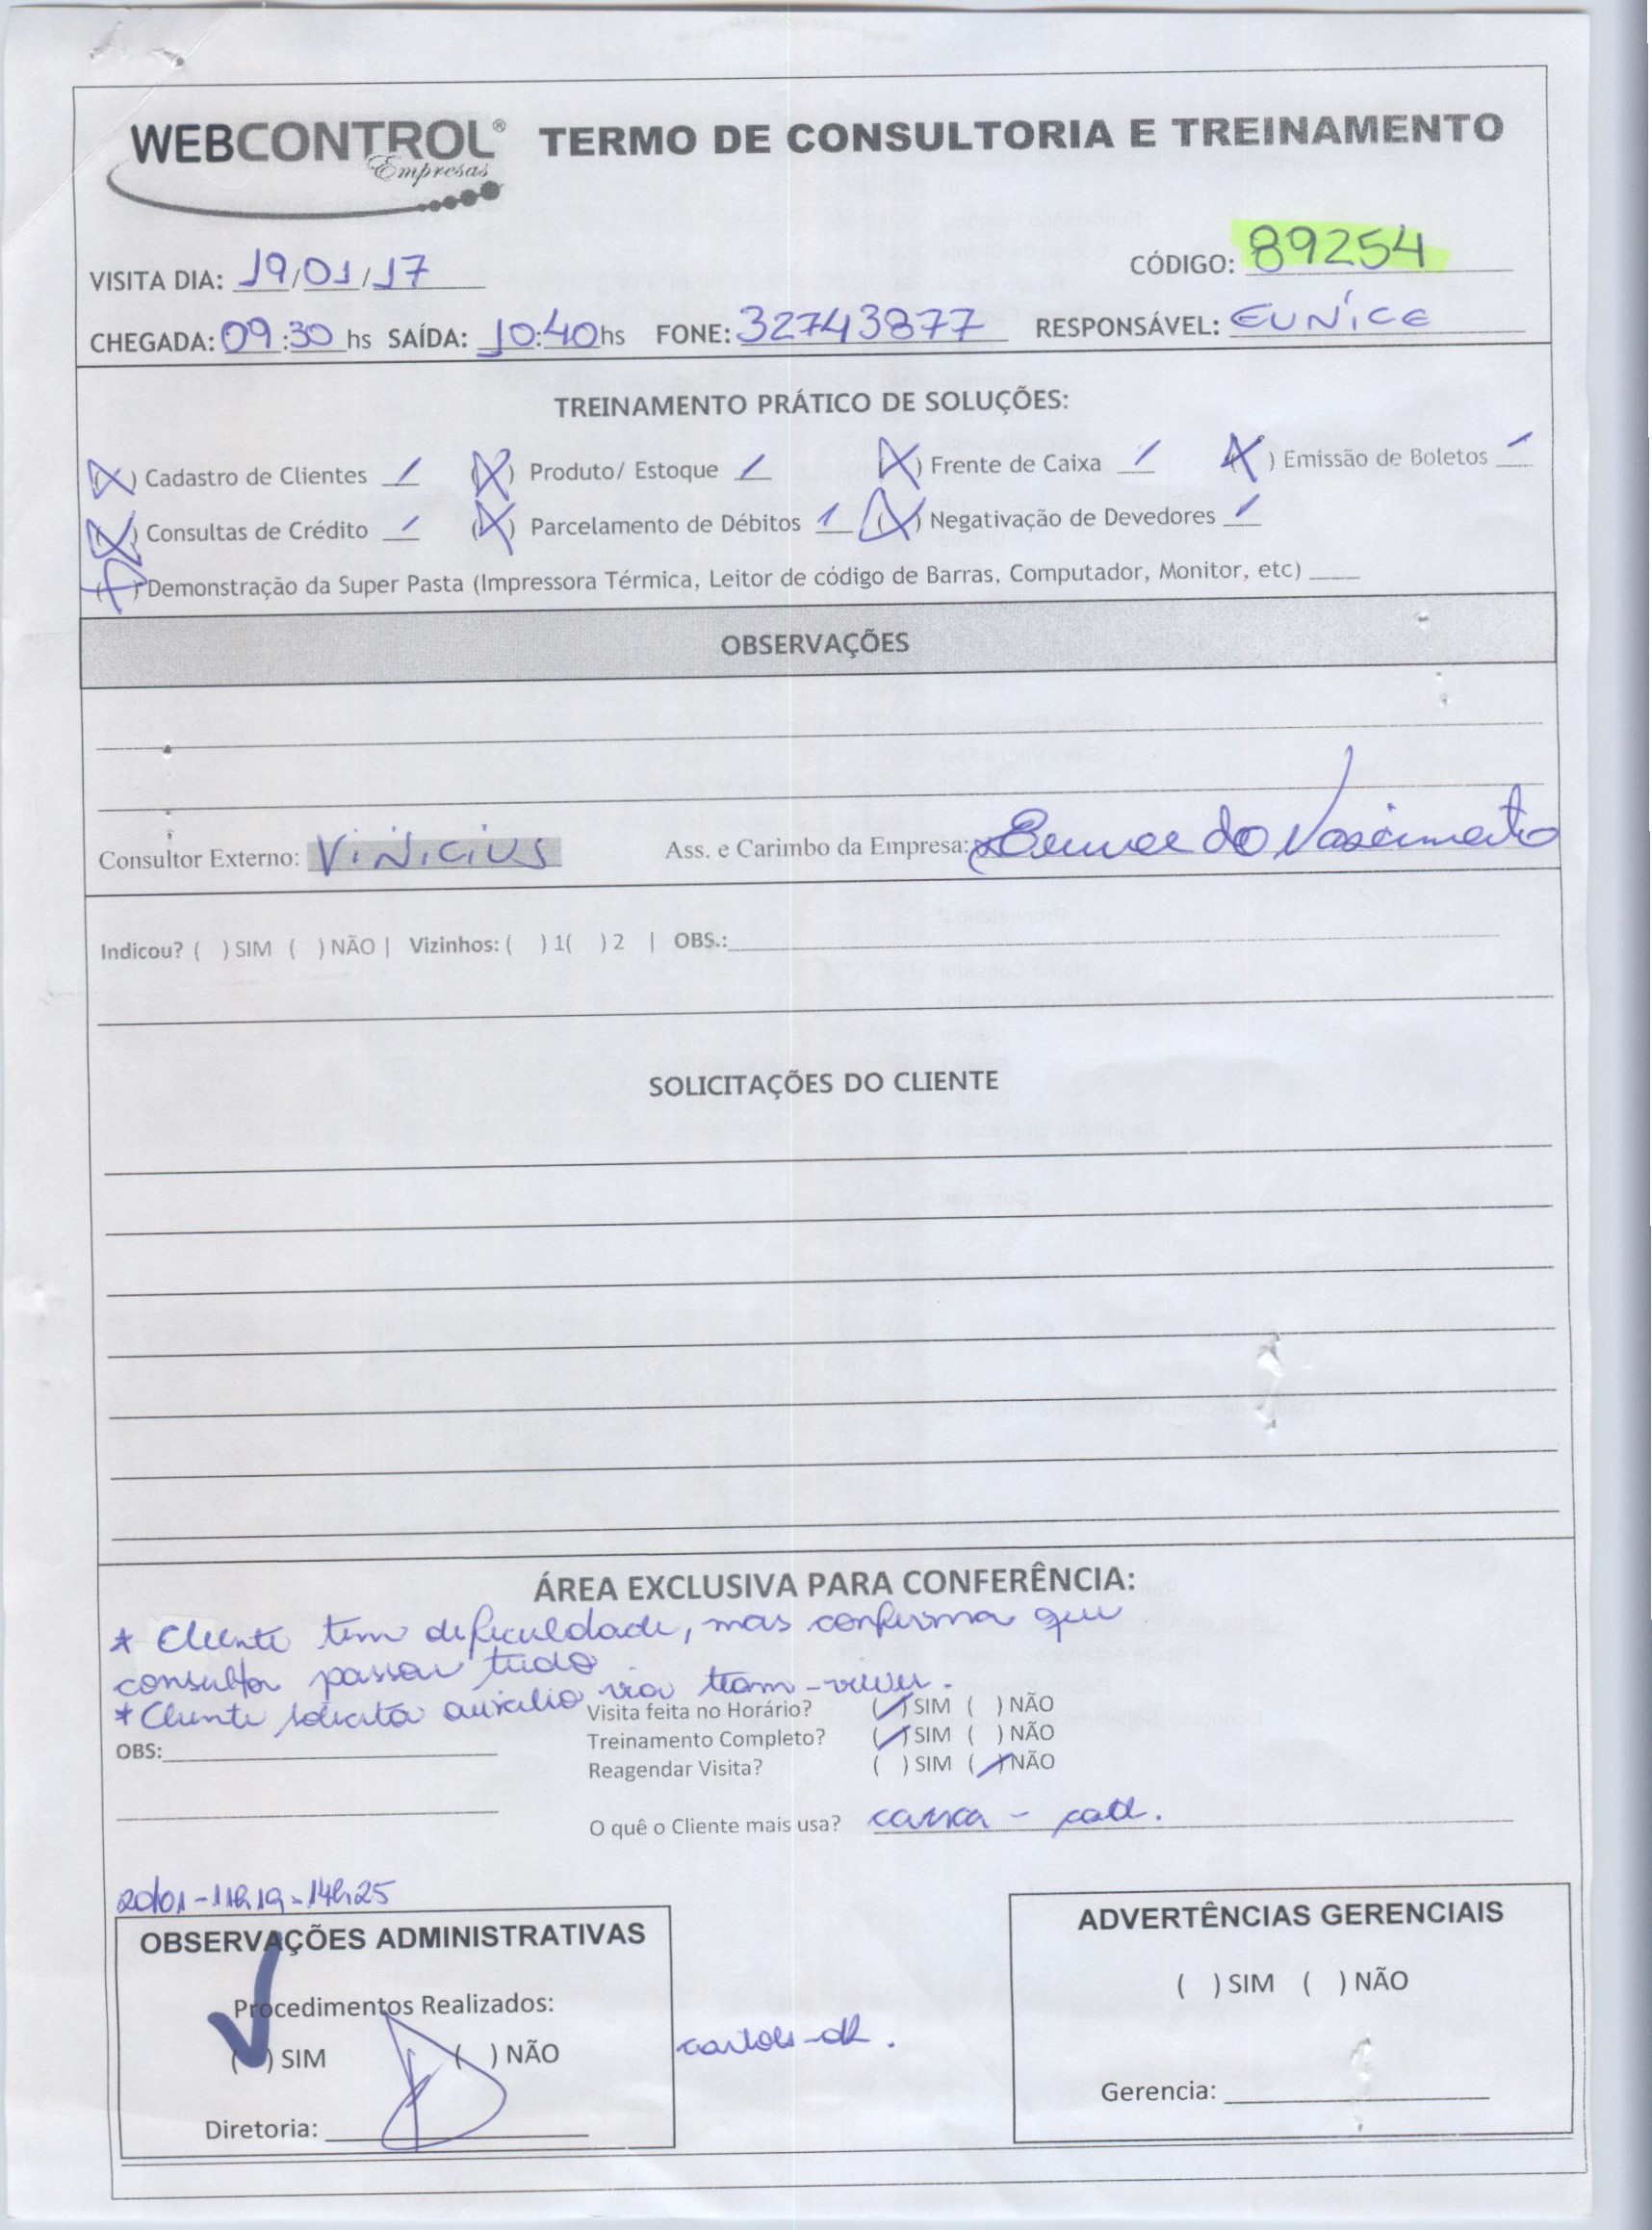 WEBCONTROL® Empresas TERMO DE CONSULTORIA E TREINAMENTO
VISITA DIA: 19/01/17 CÓDIGO: 89254
CHEGADA: 09:30 hs SAÍDA: 10:40hs FONE: 32743877 RESPONSÁVEL: EUNICE
TREINAMENTO PRÁTICO DE SOLUÇÕES:
(X) Cadastro de Clientes / (X) Produto/ Estoque / (X) Frente de Caixa / (X) Emissão de Boletos /
(X) Consultas de Crédito / (X) Parcelamento de Débitos 1 (X) Negativação de Devedores /
(X) Demonstração da Super Pasta (Impressora Térmica, Leitor de código de Barras, Computador, Monitor, etc) ____
OBSERVAÇÕES
Consultor Externo: Vinicius Ass. e Carimbo da Empresa: x Eunice do Nascimento
Indicou? ( ) SIM ( ) NÃO | Vizinhos: ( ) 1( ) 2 | OBS.:
SOLICITAÇÕES DO CLIENTE
ÁREA EXCLUSIVA PARA CONFERÊNCIA:
* Cliente tem dificuldade, mas confirma que
consultor passou tudo
* Cliente solicita auxilio via team-viewer.
Visita feita no Horário? (/) SIM ( ) NÃO
Treinamento Completo? (/) SIM ( ) NÃO
OBS:
Reagendar Visita? ( ) SIM (/) NÃO
O quê o Cliente mais usa? caixa - cad.
20/01 - 11h19 - 14h25
OBSERVAÇÕES ADMINISTRATIVAS
Procedimentos Realizados:
(✓) SIM ( ) NÃO
Diretoria:
ADVERTÊNCIAS GERENCIAIS
( ) SIM ( ) NÃO
Gerencia: